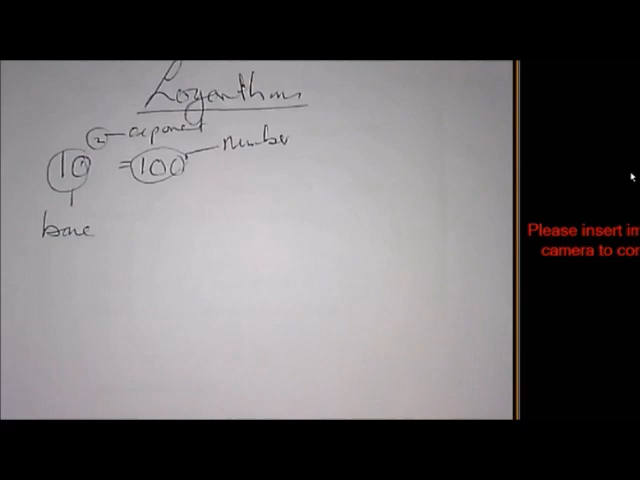 Logarithms
2 exponent
10 = 100 number
base
Please insert im
camera to con